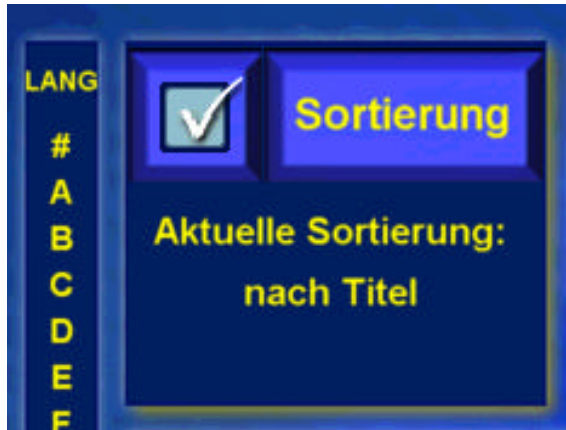 LANG
#
A
B
C
D
E
F
Sortierung
Aktuelle Sortierung:
nach Titel